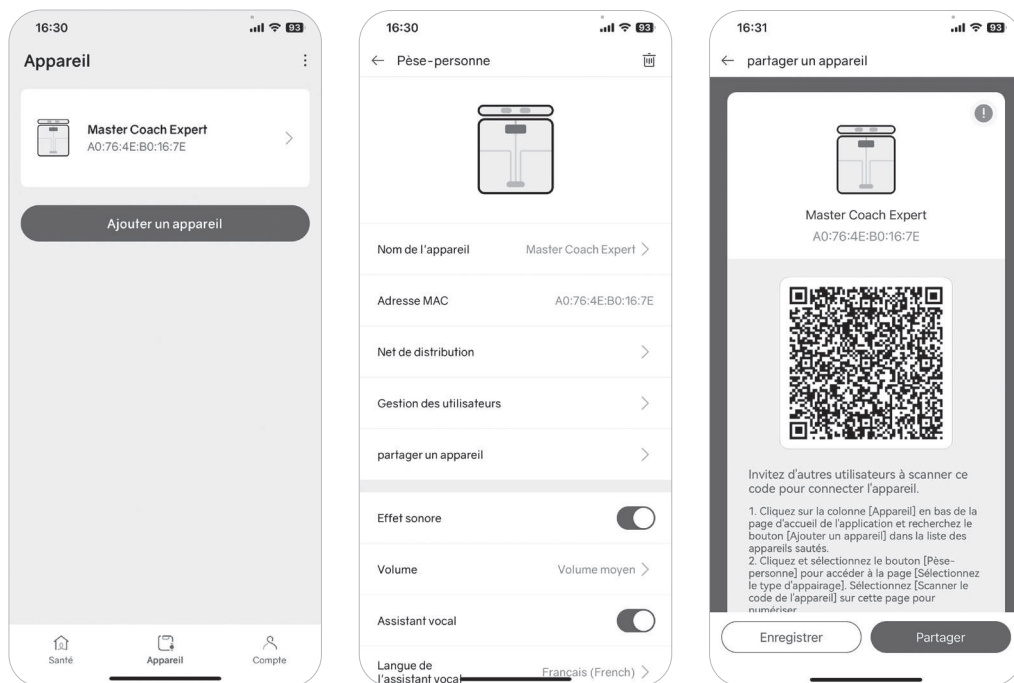 16:30
93
Appareil
Master Coach Expert
A0:76:4E:B0:16:7E
Ajouter un appareil
Santé
Appareil
Compte
16:30
93
Pèse-personne
Nom de l'appareil Master Coach Expert
Adresse MAC A0:76:4E:B0:16:7E
Net de distribution
Gestion des utilisateurs
partager un appareil
Effet sonore
Volume Volume moyen
Assistant vocal
Langue de
l'assistant vocal Français (French)
16:31
93
partager un appareil
Master Coach Expert
A0:76:4E:B0:16:7E
Invitez d'autres utilisateurs à scanner ce
code pour connecter l'appareil.
1. Cliquez sur la colonne [Appareil] en bas de la
page d'accueil de l'application et recherchez le
bouton [Ajouter un appareil] dans la liste des
appareils sautés.
2. Cliquez et sélectionnez le bouton [Pèse-
personne] pour accéder à la page [Sélectionnez
le type d'appairage]. Sélectionnez [Scanner le
code de l'appareil] sur cette page pour
numériser
Enregistrer
Partager